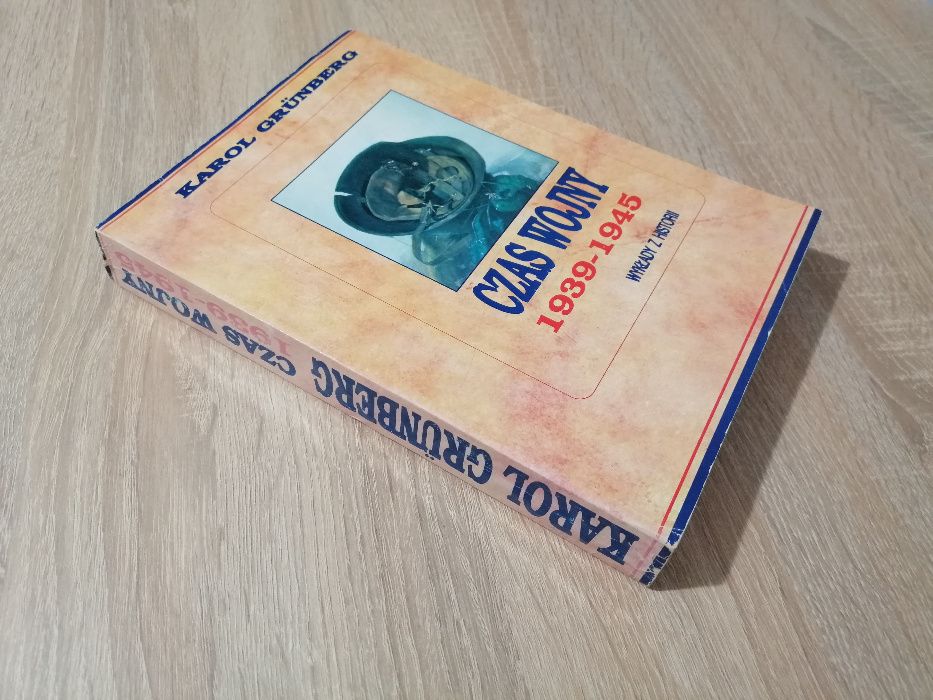 KAROL GRÜNBERG
CZAS WOJNY
1939-1945
WYKŁADY Z HISTORII
KAROL GRÜNBERG CZAS WOJNY
1939-1945